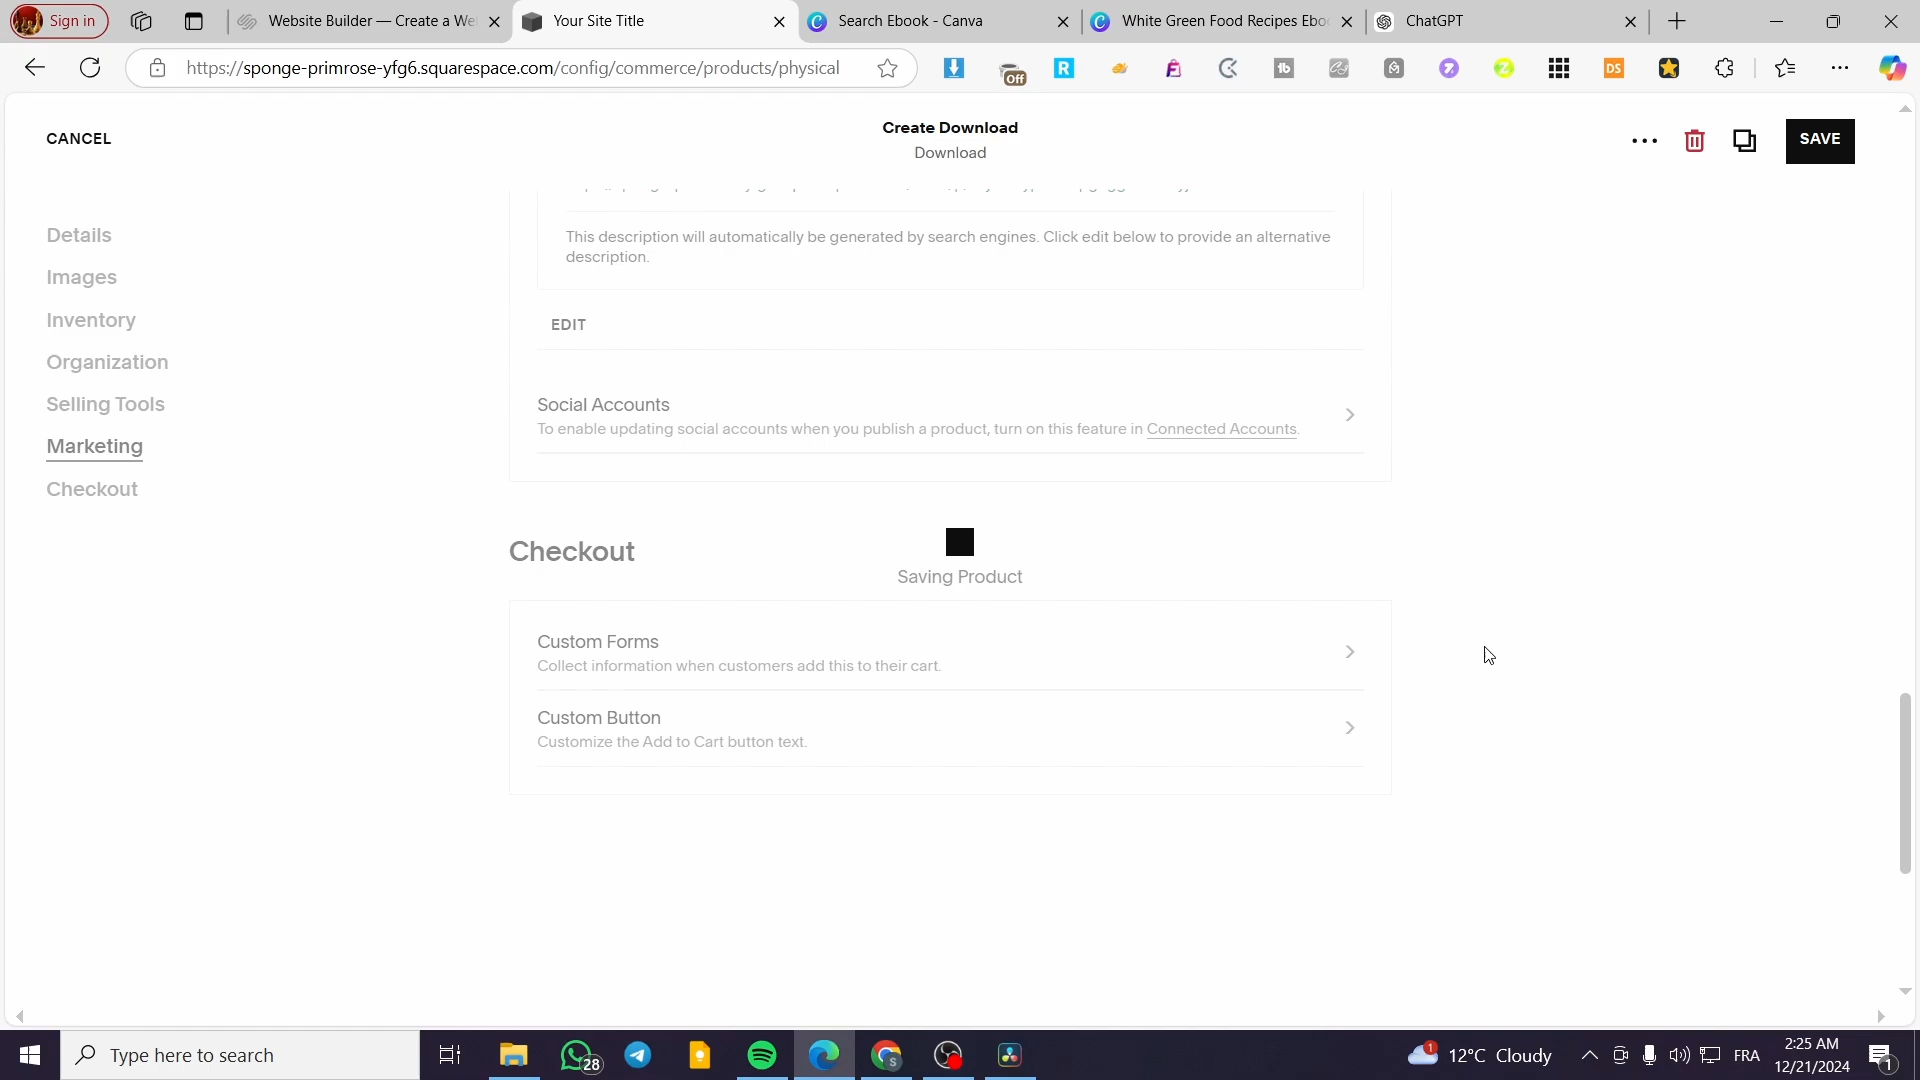 Sign in
Website Builder — Create a We
Your Site Title
Search Ebook - Canva
White Green Food Recipes Ebo
ChatGPT
https://sponge-primrose-yfg6.squarespace.com/config/commerce/products/physical
Off
CANCEL
Create Download
Download
SAVE
Details
Images
Inventory
Organization
Selling Tools
Marketing
Checkout
This description will automatically be generated by search engines. Click edit below to provide an alternative
description.
EDIT
Social Accounts
To enable updating social accounts when you publish a product, turn on this feature in Connected Accounts.
Checkout
Saving Product
Custom Forms
Collect information when customers add this to their cart.
Custom Button
Customize the Add to Cart button text.
Type here to search
28
1
12°C Cloudy
FRA
2:25 AM
12/21/2024
1